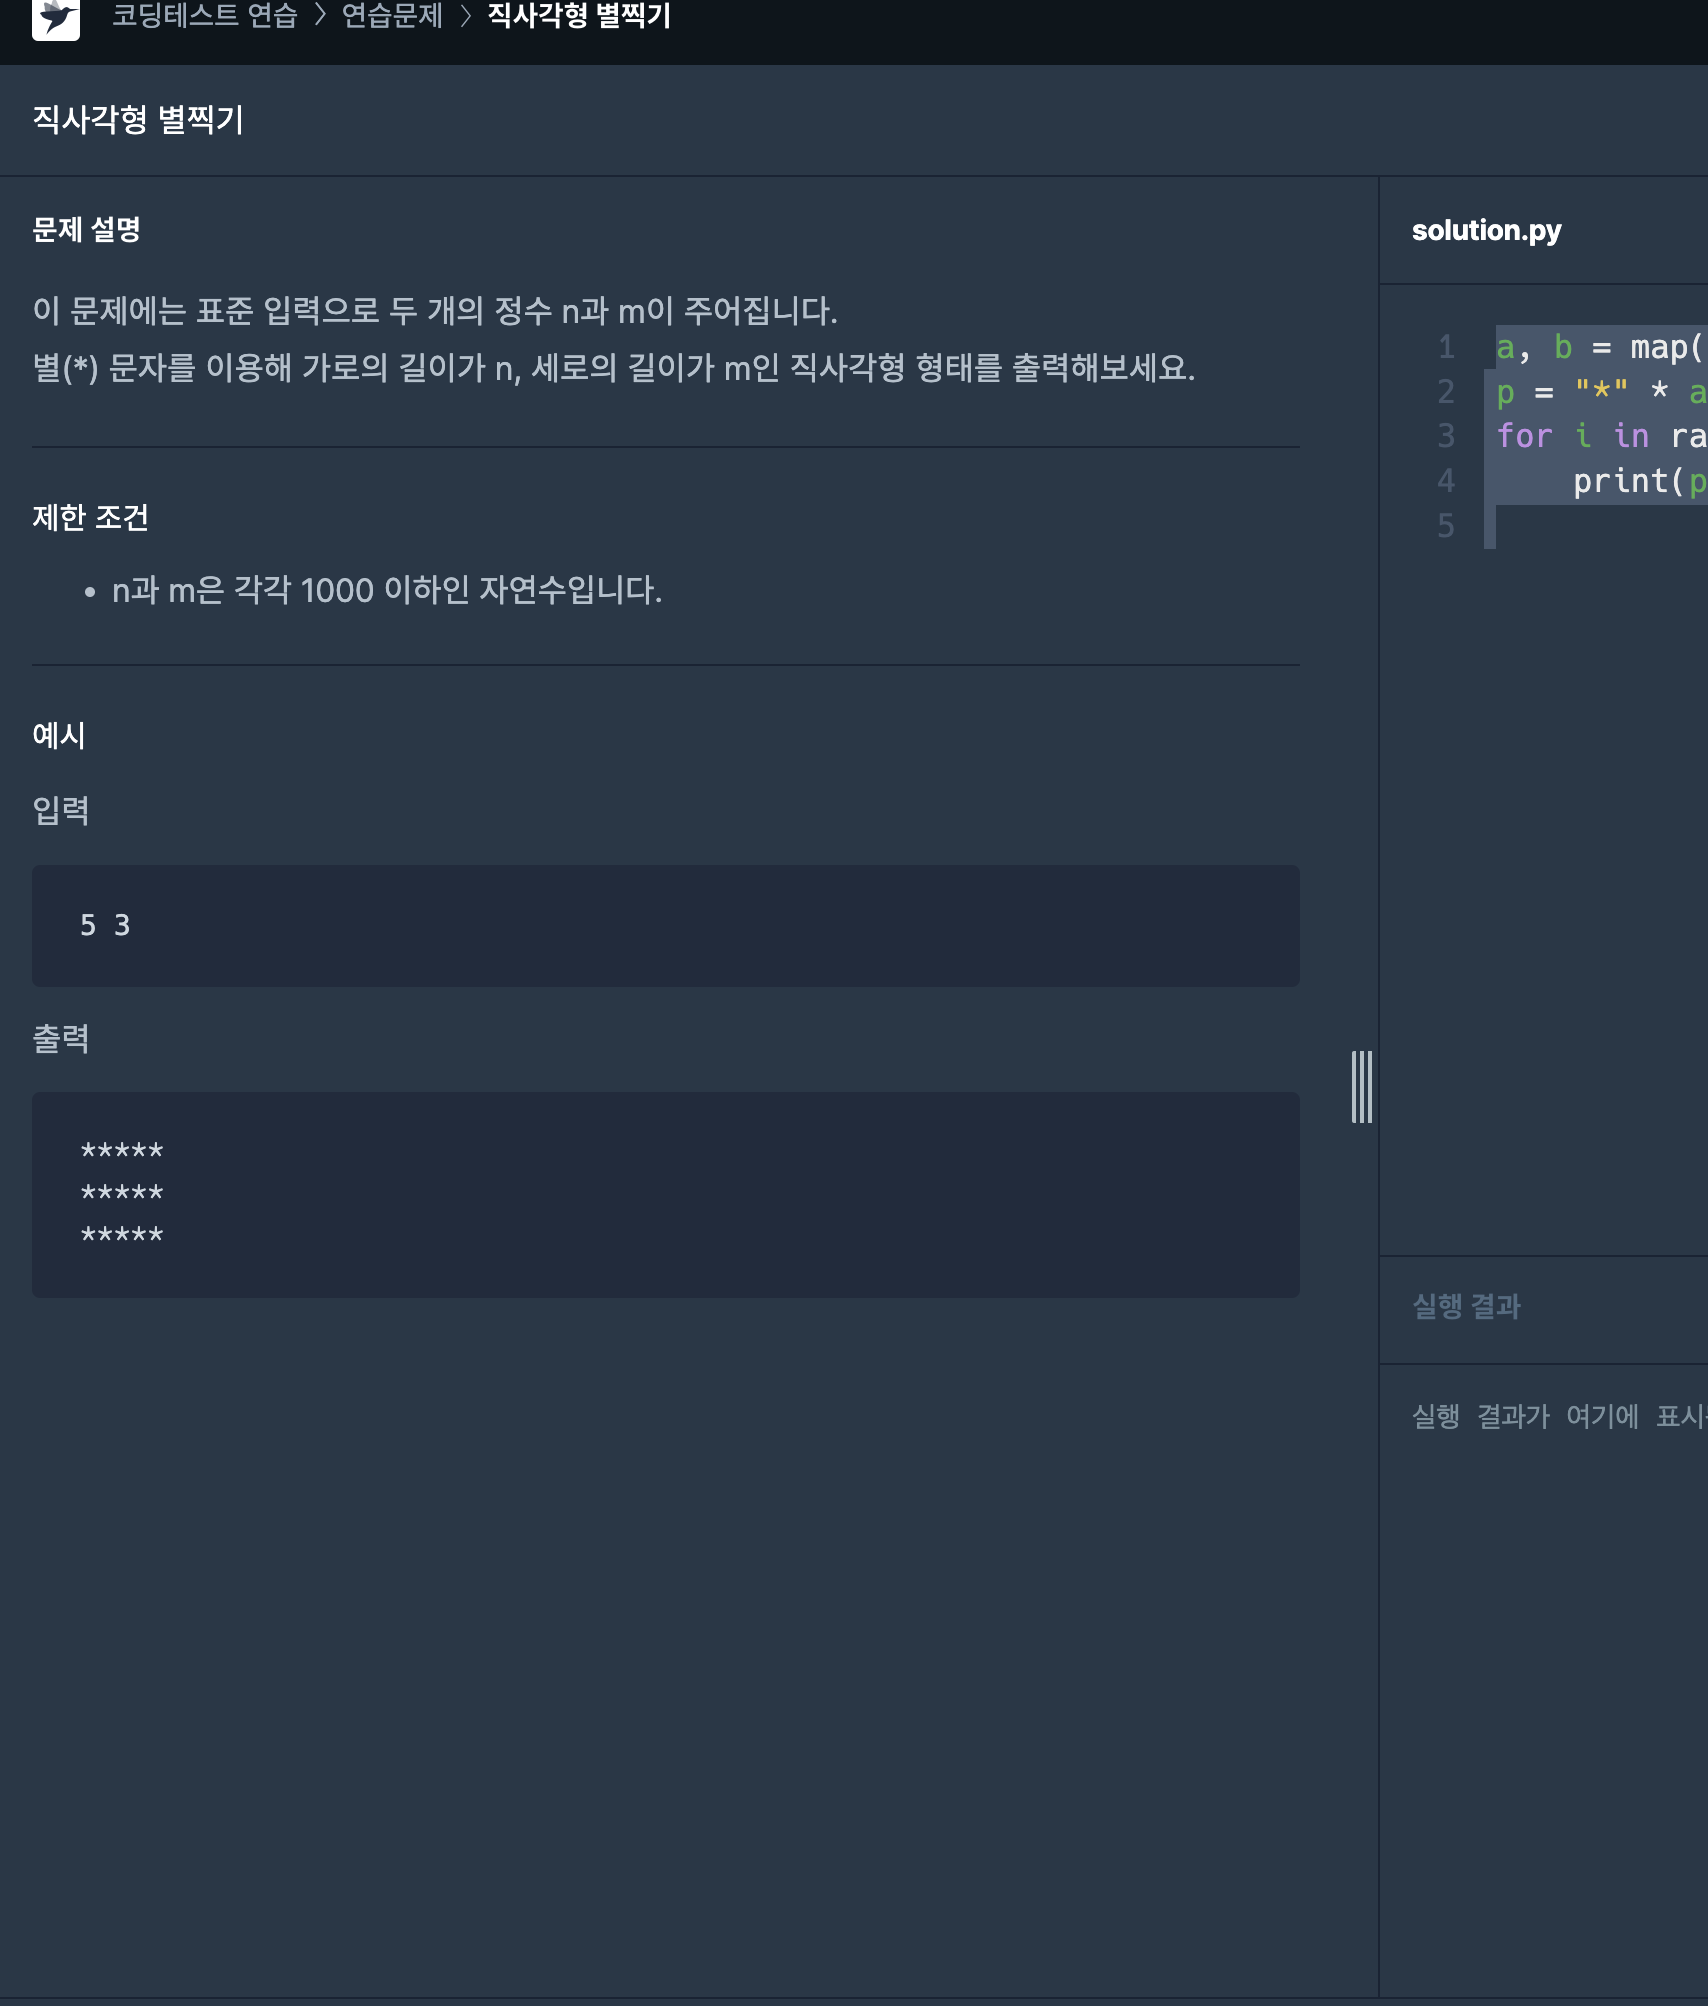 코딩테스트 연습 > 연습문제 > 직사각형 별찍기
직사각형 별찍기
문제 설명
이 문제에는 표준 입력으로 두 개의 정수 n과 m이 주어집니다.
별(*) 문자를 이용해 가로의 길이가 n, 세로의 길이가 m인 직사각형 형태를 출력해보세요.
제한 조건
• n과 m은 각각 1000 이하인 자연수입니다.
예시
입력
5 3
출력
*****
*****
*****
solution.py
1 a, b = map(
2 p = "*" * a
3 for i in ra
4     print(p
5
실행 결과
실행 결과가 여기에 표시